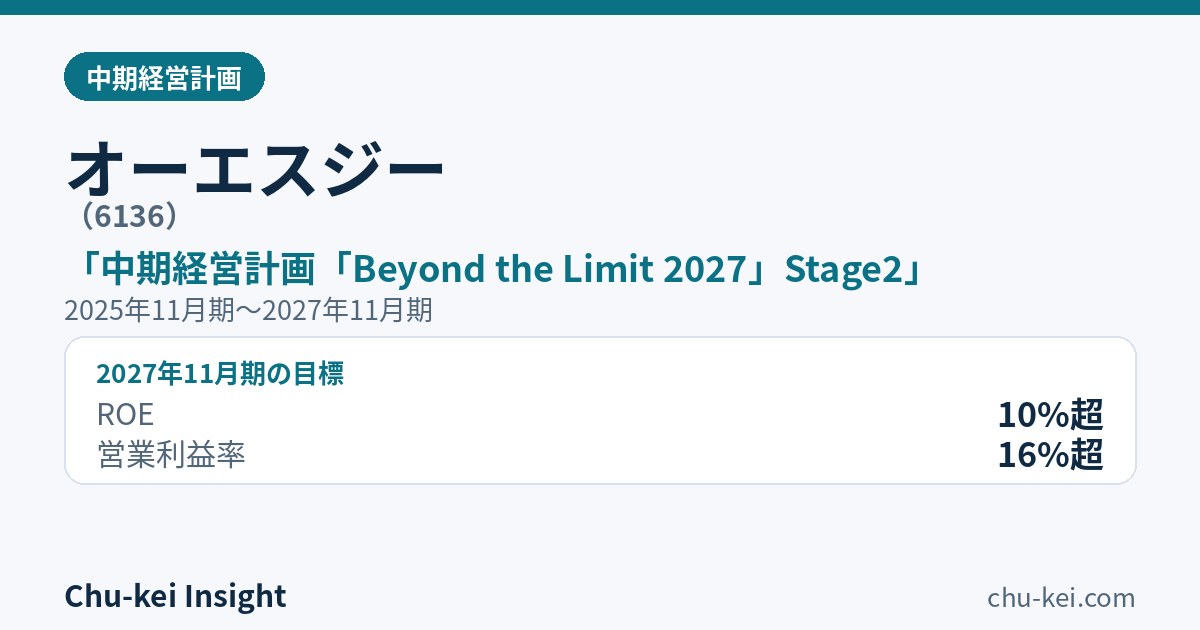 中期経営計画
オーエスジー
（6136）
「中期経営計画「Beyond the Limit 2027」Stage2」
2025年11月期～2027年11月期
2027年11月期の目標
ROE 10%超
営業利益率 16%超
Chu-kei Insight chu-kei.com